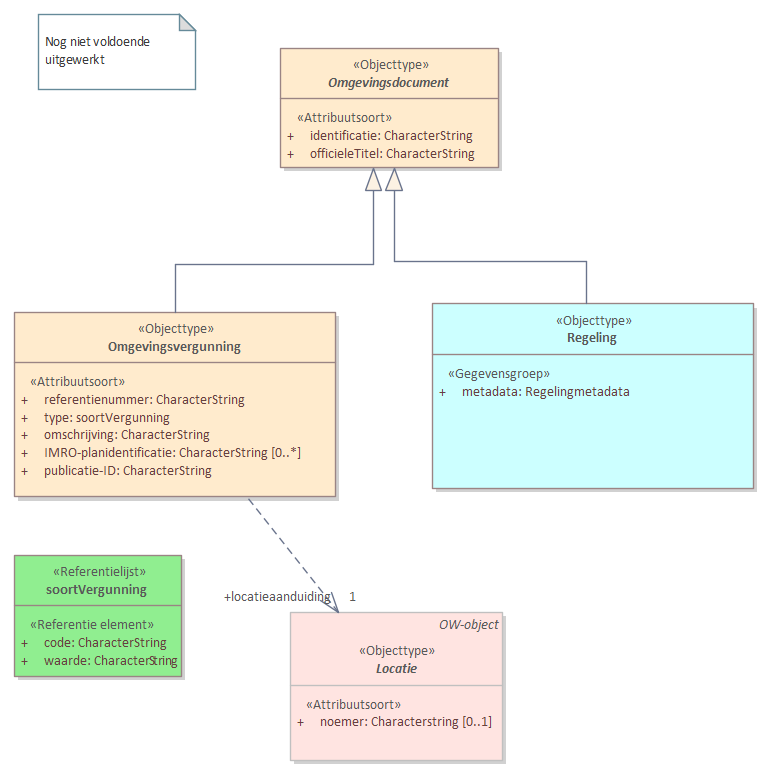 Nog niet voldoende
uitgewerkt
«Objecttype»
Omgevingsdocument
«Attribuutsoort»
+ identificatie: CharacterString
+ officieleTitel: CharacterString
«Objecttype»
Omgevingsvergunning
«Attribuutsoort»
+ referentienummer: CharacterString
+ type: soortVergunning
+ omschrijving: CharacterString
+ IMRO-planidentificatie: CharacterString [0..*]
+ publicatie-ID: CharacterString
«Objecttype»
Regeling
«Gegevensgroep»
+ metadata: Regelingmetadata
«Referentielijst»
soortVergunning
«Referentie element»
+ code: CharacterString
+ waarde: CharacterString
+locatieaanduiding 1
OW-object
«Objecttype»
Locatie
«Attribuutsoort»
+ noemer: Characterstring [0..1]